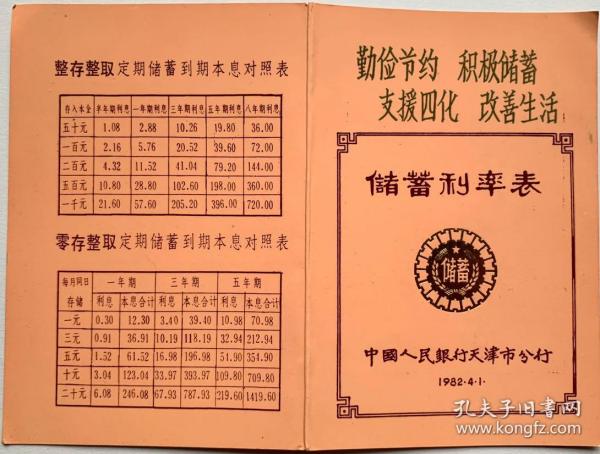 整存整取定期储蓄到期本息对照表
存入本金 半年期利息 一年期利息 三年期利息 五年期利息 八年期利息
五十元 1.08 2.88 10.26 19.80 36.00
一百元 2.16 5.76 20.52 39.60 72.00
二百元 4.32 11.52 41.04 79.20 144.00
五百元 10.80 28.80 102.60 198.00 360.00
一千元 21.60 57.60 205.20 396.00 720.00
零存整取定期储蓄到期本息对照表
每月同日存储 一年期 三年期 五年期
利息 本息合计 利息 本息合计 利息 本息合计
一元 0.30 12.30 3.40 39.40 10.98 70.98
三元 0.91 36.91 10.19 118.19 32.94 212.94
五元 1.52 61.52 16.98 196.98 54.90 354.90
十元 3.04 123.04 33.97 393.97 109.80 709.80
二十元 6.08 246.08 67.93 787.93 219.60 1419.60
勤俭节约 积极储蓄
支援四化 改善生活
儲蓄利率表
储蓄
中國人民銀行天津市分行
1982·4·1·
孔夫子旧书网
www.kongfz.com